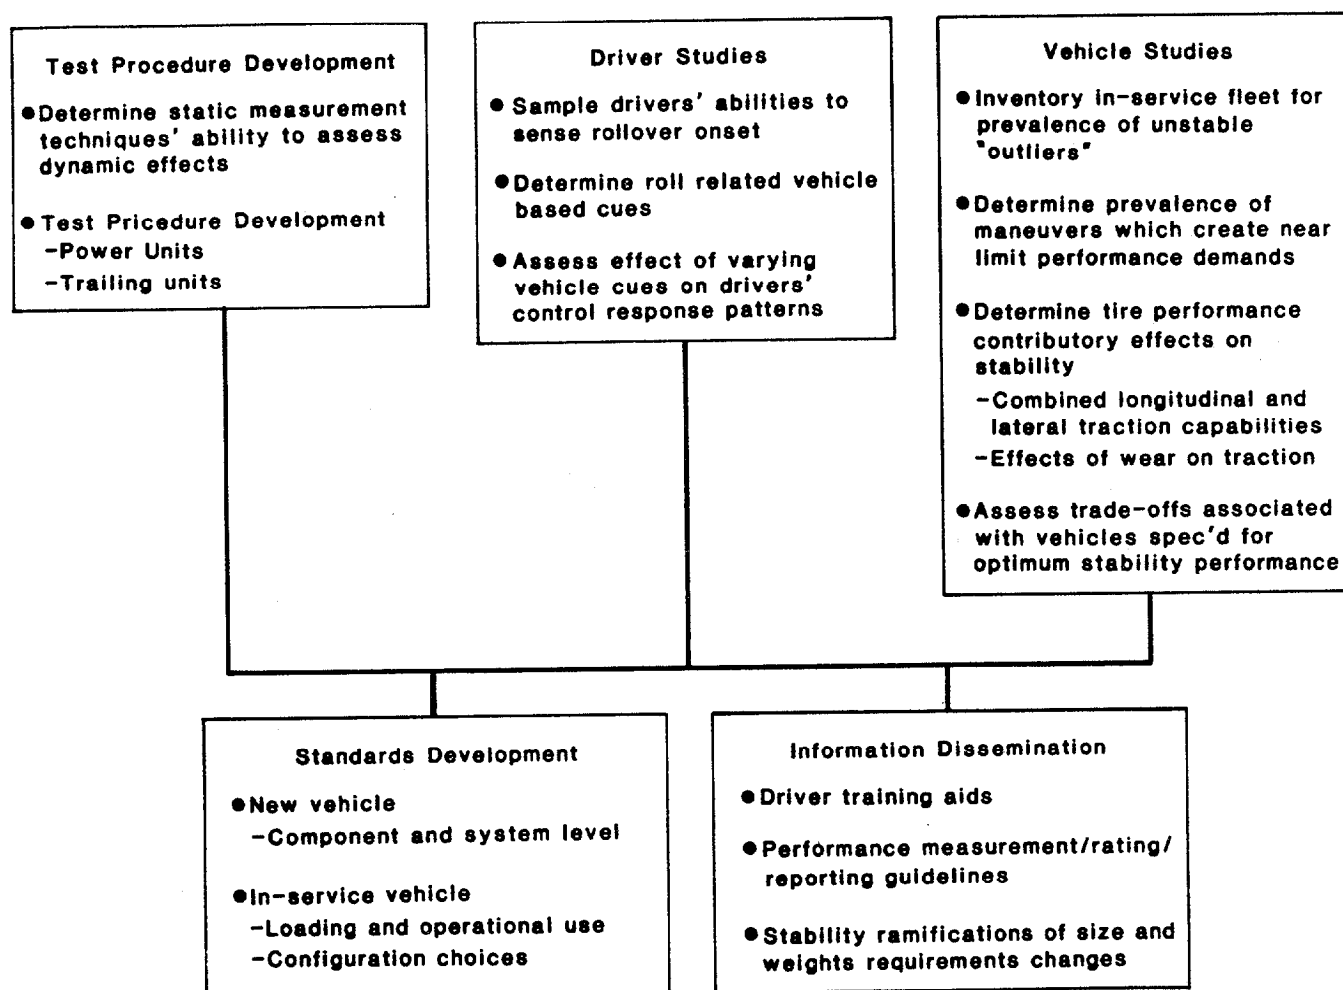 Test Procedure Development
●Determine static measurement
techniques' ability to assess
dynamic effects
●Test Pricedure Development
-Power Units
-Trailing units
Driver Studies
●Sample drivers' abilities to
sense rollover onset
●Determine roll related vehicle
based cues
●Assess effect of varying
vehicle cues on drivers'
control response patterns
Vehicle Studies
●Inventory in-service fleet for
prevalence of unstable
"outliers"
●Determine prevalence of
maneuvers which create near
limit performance demands
●Determine tire performance
contributory effects on
stability
-Combined longitudinal and
lateral traction capabilities
-Effects of wear on traction
●Assess trade-offs associated
with vehicles spec'd for
optimum stability performance
Standards Development
●New vehicle
-Component and system level
●In-service vehicle
-Loading and operational use
-Configuration choices
Information Dissemination
●Driver training aids
●Performance measurement/rating/
reporting guidelines
●Stability ramifications of size and
weights requirements changes